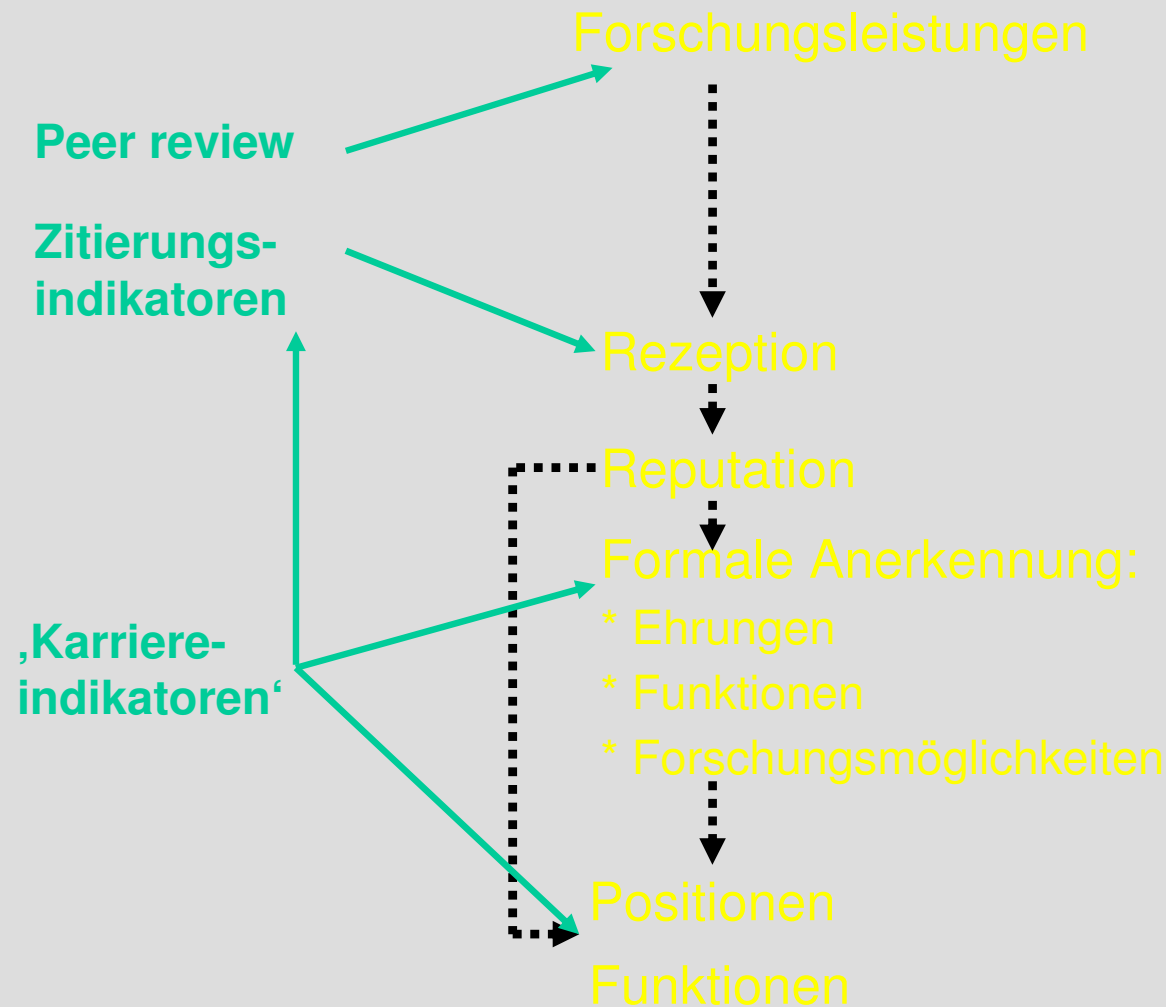 Forschungsleistungen
Peer review
Zitierungs-
indikatoren
Rezeption
Reputation
Formale Anerkennung:
* Ehrungen
* Funktionen
* Forschungsmöglichkeiten
‚Karriere-
indikatoren‘
Positionen
Funktionen